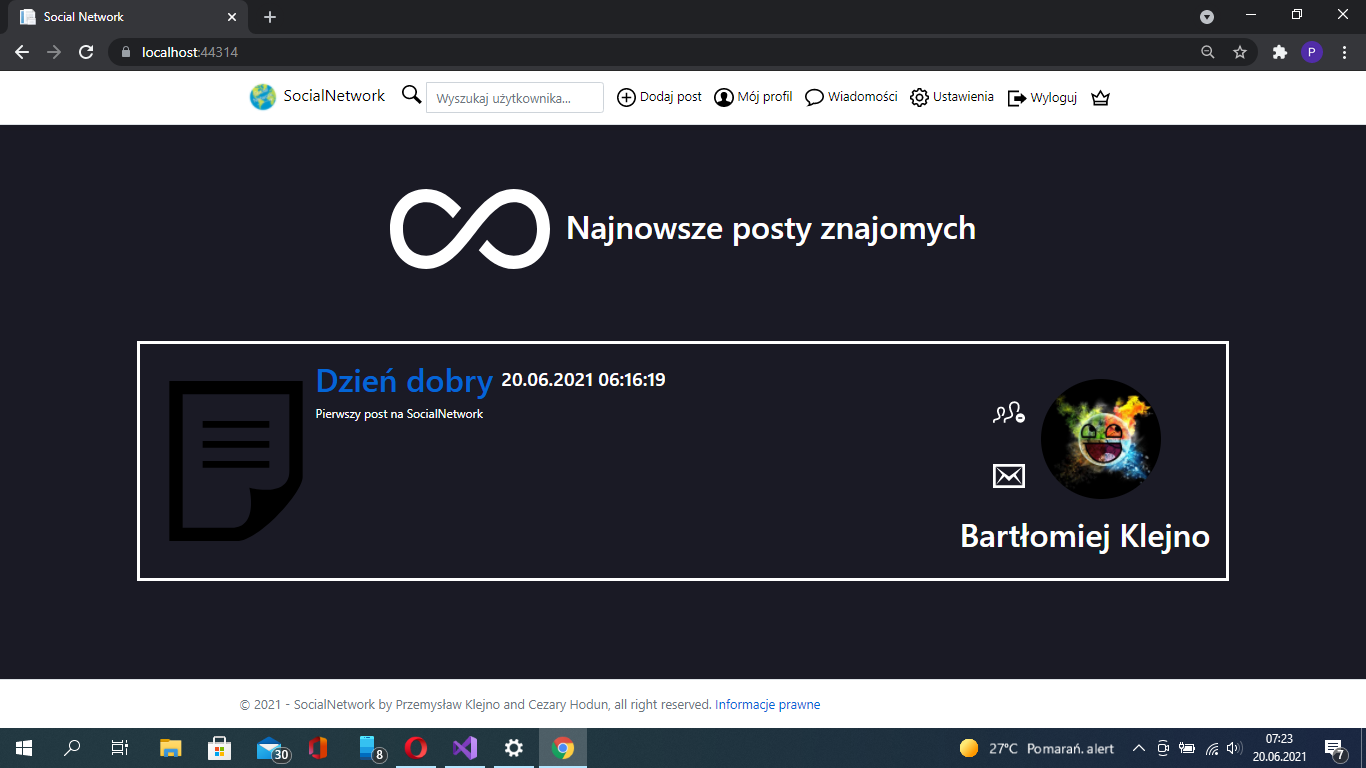 Social Network
localhost:44314
P
SocialNetwork
Wyszukaj użytkownika...
Dodaj post
Mój profil
Wiadomości
Ustawienia
Wyloguj
Najnowsze posty znajomych
Dzień dobry 20.06.2021 06:16:19
Pierwszy post na SocialNetwork
Bartłomiej Klejno
© 2021 - SocialNetwork by Przemysław Klejno and Cezary Hodun, all right reserved. Informacje prawne
30
8
27°C Pomarań. alert
07:23
20.06.2021
7